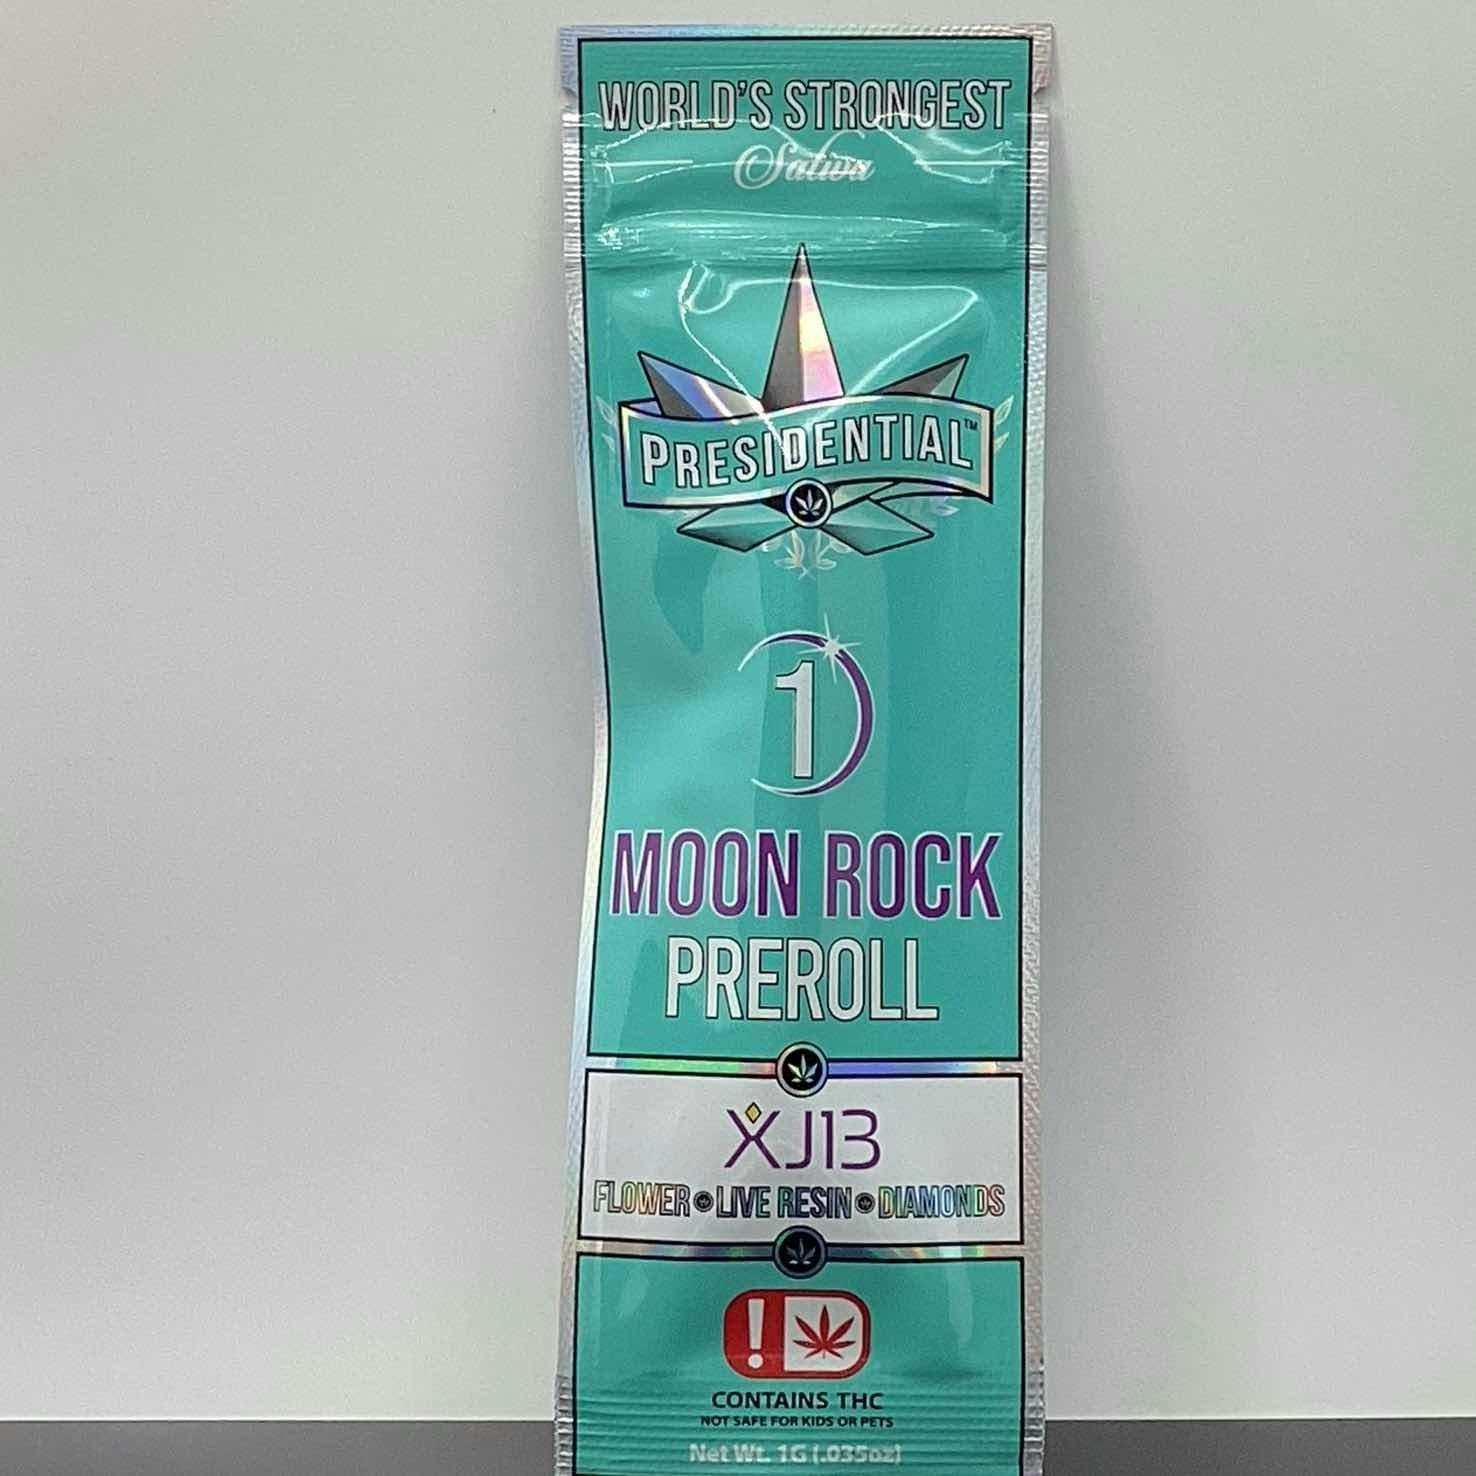 WORLD'S STRONGEST
Sativa
PRESIDENTIAL™
1
MOON ROCK
PREROLL
XJ13
FLOWER • LIVE RESIN • DIAMONDS
!
CONTAINS THC
NOT SAFE FOR KIDS OR PETS
Net Wt. 1G (.035oz)